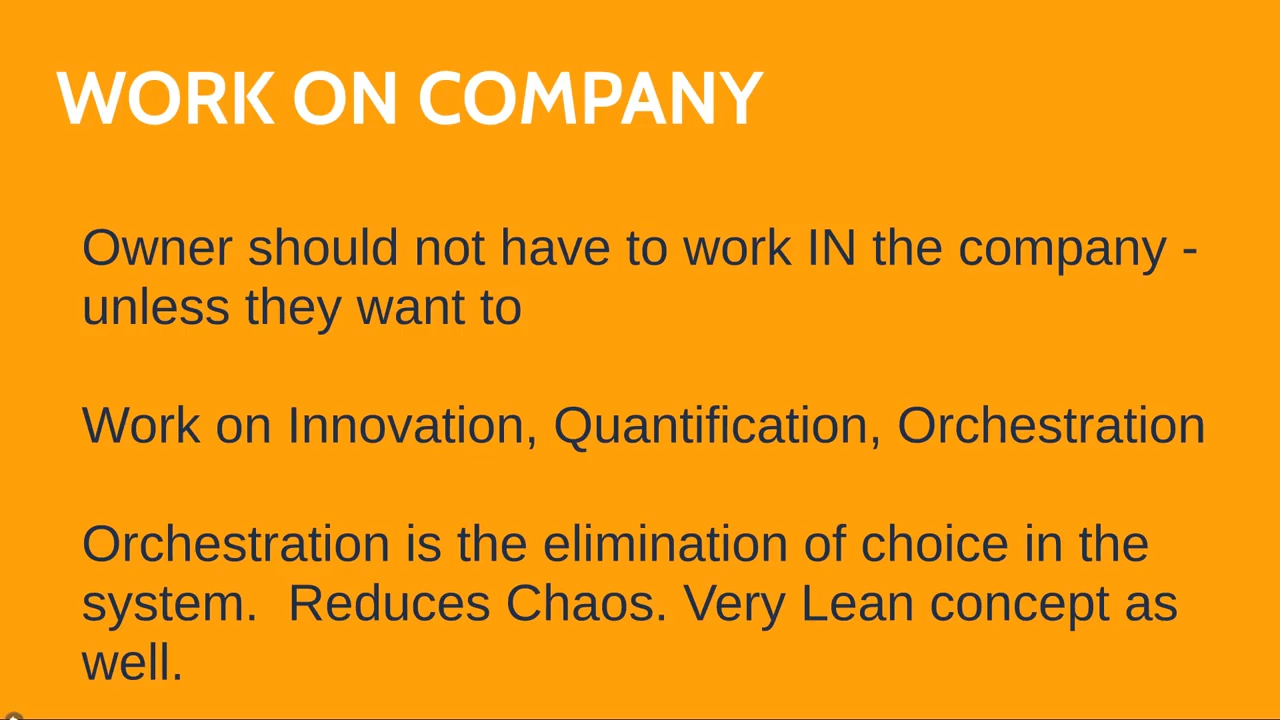 WORK ON COMPANY
Owner should not have to work IN the company -
unless they want to
Work on Innovation, Quantification, Orchestration
Orchestration is the elimination of choice in the
system.  Reduces Chaos. Very Lean concept as
well.